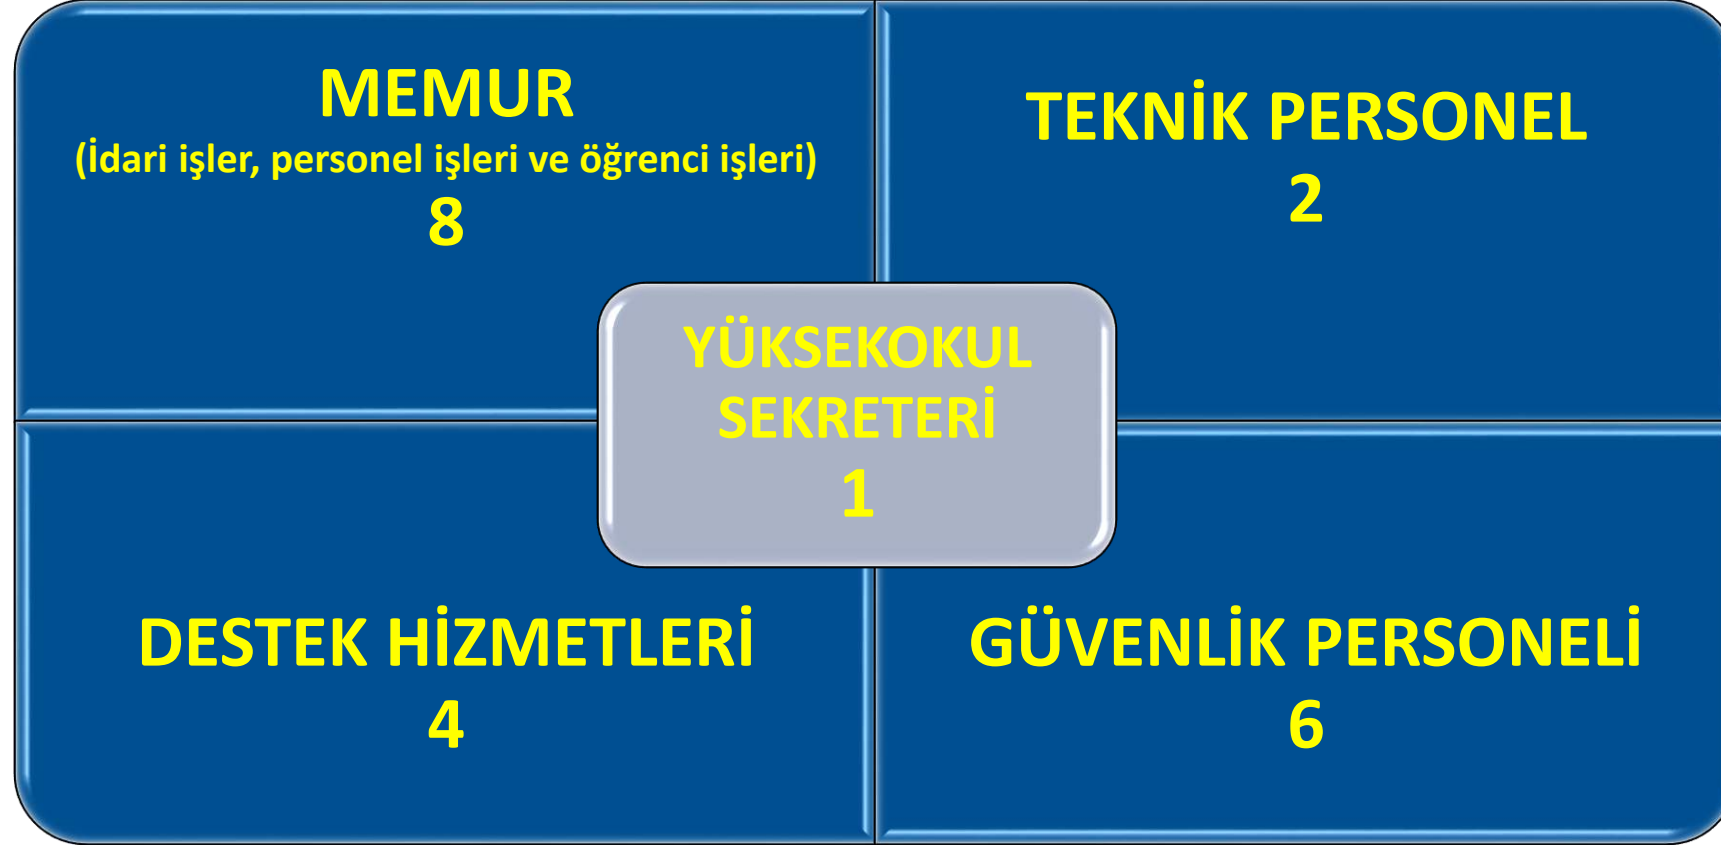 MEMUR
(İdari işler, personel işleri ve öğrenci işleri)
8
TEKNİK PERSONEL
2
YÜKSEKOKUL
SEKRETERİ
1
DESTEK HİZMETLERİ
4
GÜVENLİK PERSONELİ
6